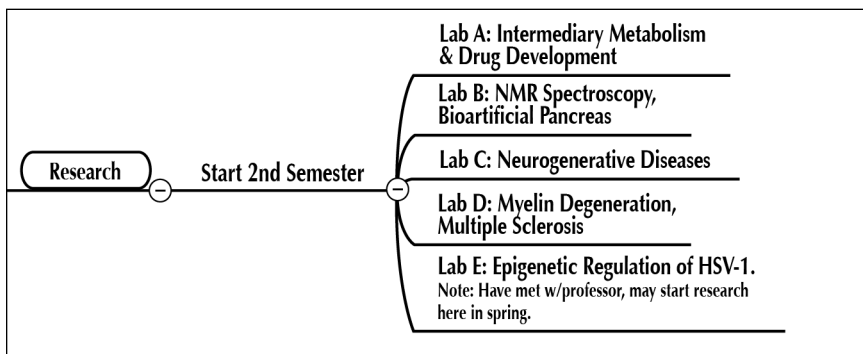 Research
Start 2nd Semester
Lab A: Intermediary Metabolism
& Drug Development
Lab B: NMR Spectroscopy,
Bioartificial Pancreas
Lab C: Neurogenerative Diseases
Lab D: Myelin Degeneration,
Multiple Sclerosis
Lab E: Epigenetic Regulation of HSV-1.
Note: Have met w/professor, may start research
here in spring.